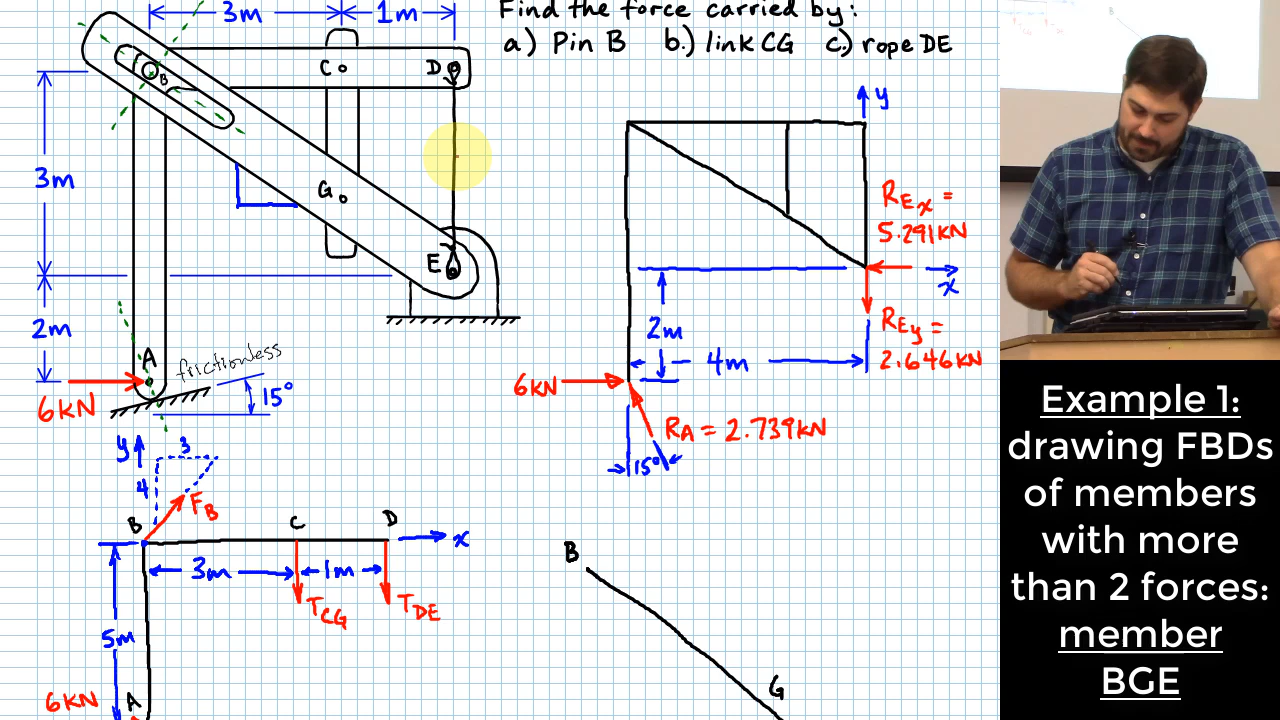 3m
1m
Find the force carried by:
a.) Pin B b.) link CG c.) rope DE
B
C
D
y
3m
G
E
R_Ex =
5.291kN
x
2m
A
frictionless
15°
6kN
2m
4m
R_Ey =
2.646kN
6kN
R_A = 2.739kN
15°
y
3
4
F_B
B
C
D
x
3m
1m
T_CG
T_DE
5m
6kN
A
B
G
Example 1:
drawing FBDs
of members
with more
than 2 forces:
member
BGE